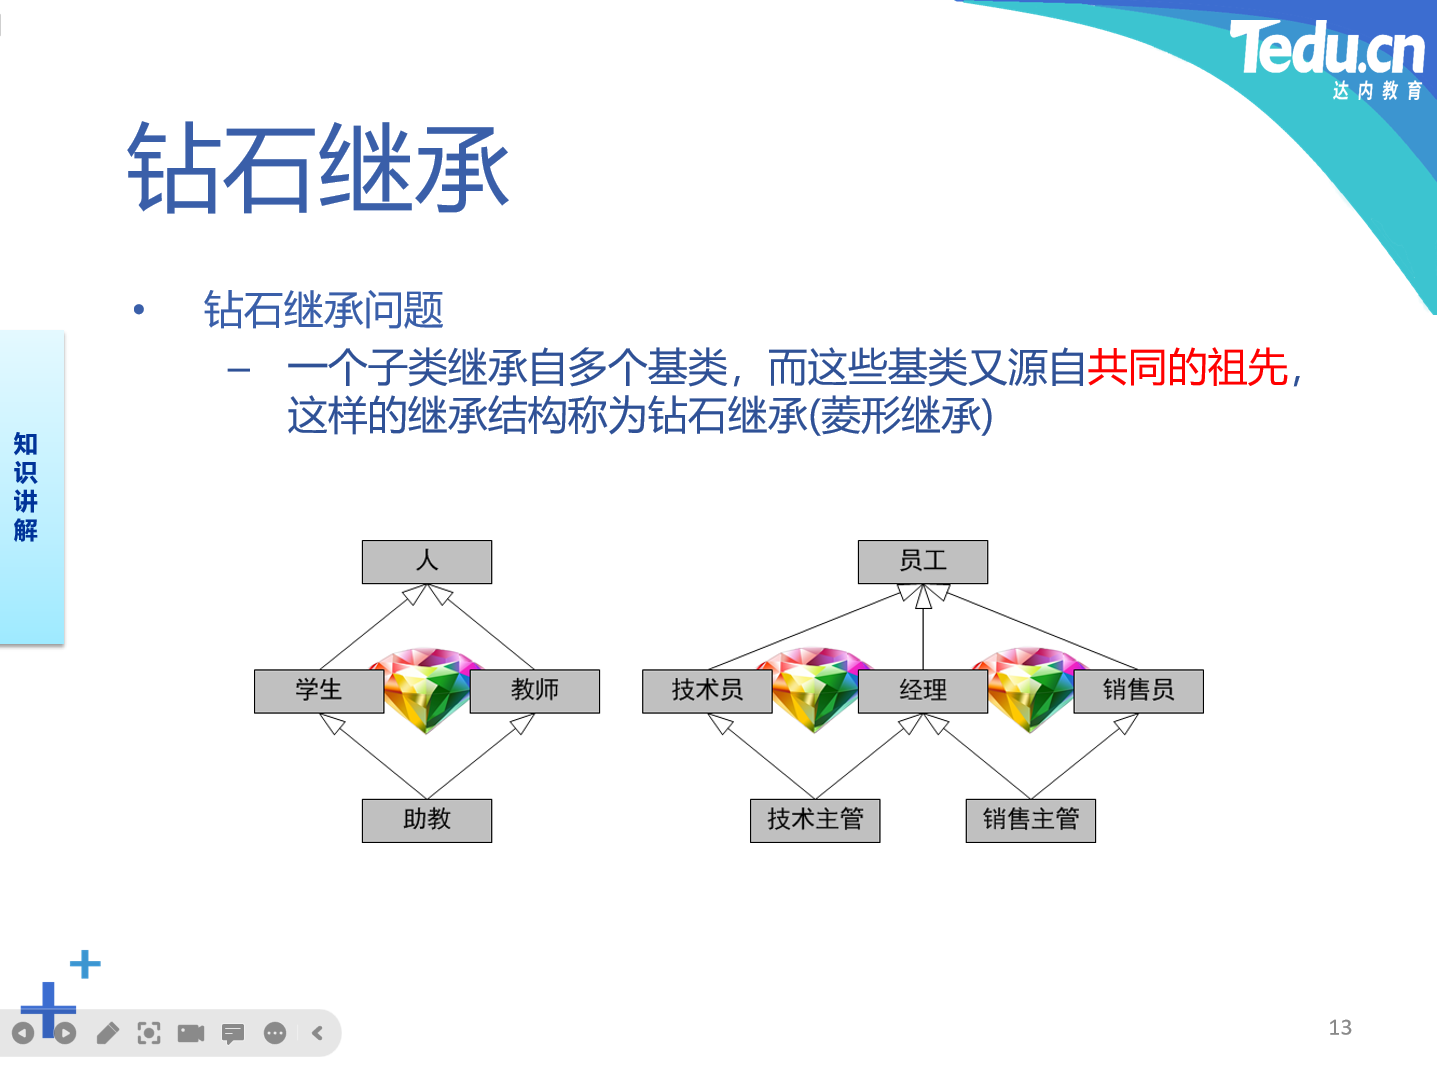 Tedu.cn
达内教育
钻石继承
• 钻石继承问题
– 一个子类继承自多个基类，而这些基类又源自共同的祖先，
这样的继承结构称为钻石继承(菱形继承)
知识讲解
人
员工
学生
教师
技术员
经理
销售员
助教
技术主管
销售主管
13